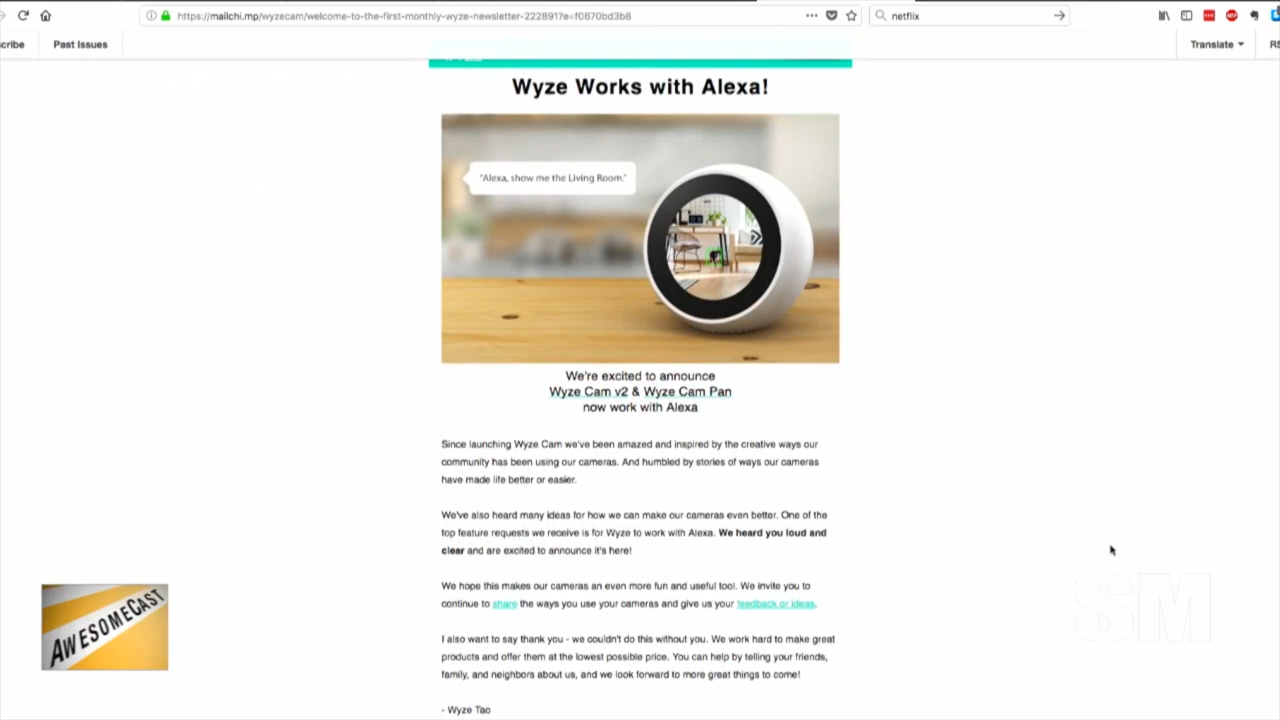 https://mailchi.mp/wyzecam/welcome-to-the-first-monthly-wyze-newsletter-222891?e=f0870bd3b8
netflix
cribe
Past Issues
Translate
RS
Wyze Works with Alexa!
"Alexa, show me the Living Room."
We're excited to announce
Wyze Cam v2 & Wyze Cam Pan
now work with Alexa
Since launching Wyze Cam we've been amazed and inspired by the creative ways our
community has been using our cameras. And humbled by stories of ways our cameras
have made life better or easier.
We've also heard many ideas for how we can make our cameras even better. One of the
top feature requests we receive is for Wyze to work with Alexa. We heard you loud and
clear and are excited to announce it's here!
We hope this makes our cameras an even more fun and useful tool. We invite you to
continue to share the ways you use your cameras and give us your feedback or ideas.
I also want to say thank you - we couldn't do this without you. We work hard to make great
products and offer them at the lowest possible price. You can help by telling your friends,
family, and neighbors about us, and we look forward to more great things to come!
- Wyze Tao
AWESOMECAST
SM